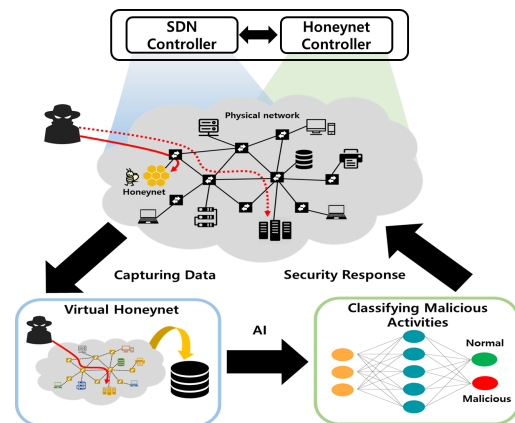 SDN
Controller
Honeynet
Controller
Physical network
Honeynet
Capturing Data
Security Response
Virtual Honeynet
AI
Classifying Malicious
Activities
Normal
Malicious